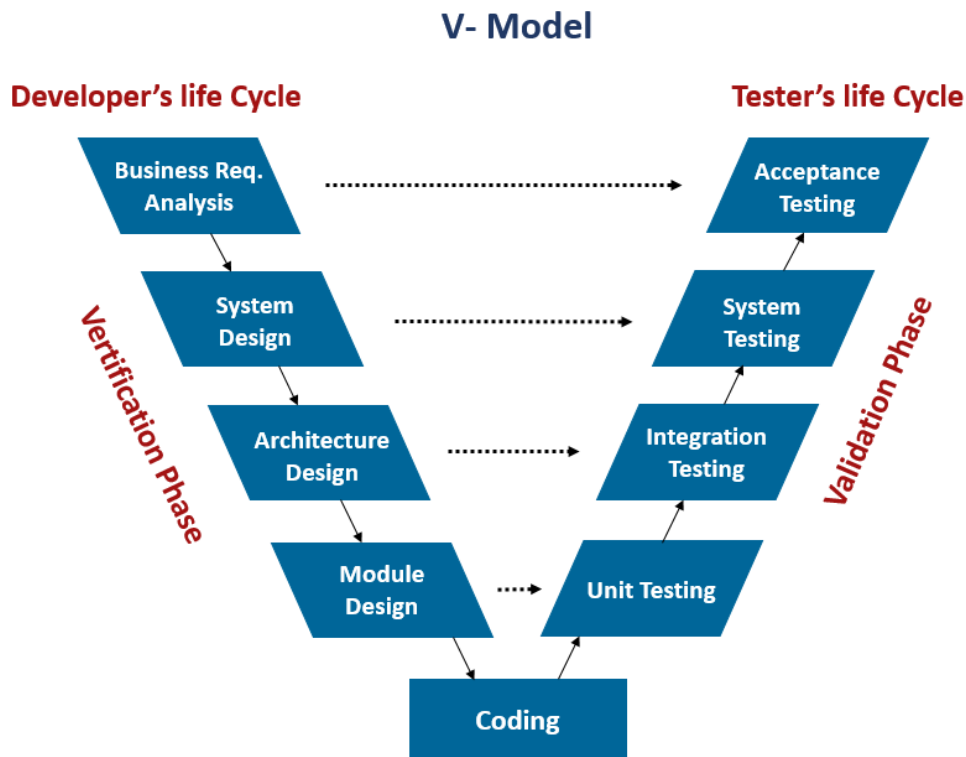 V- Model
Developer's life Cycle
Tester's life Cycle
Business Req.
Analysis
Acceptance
Testing
System
Design
System
Testing
Vertification Phase
Validation Phase
Architecture
Design
Integration
Testing
Module
Design
Unit Testing
Coding